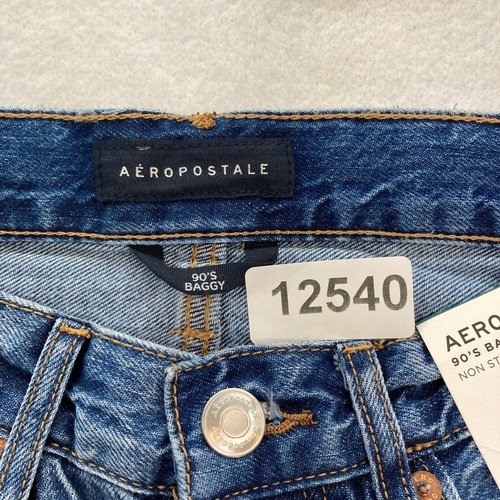 AÉROPOSTALE
90'S
BAGGY
12540
AERO
90'S BA
NON ST